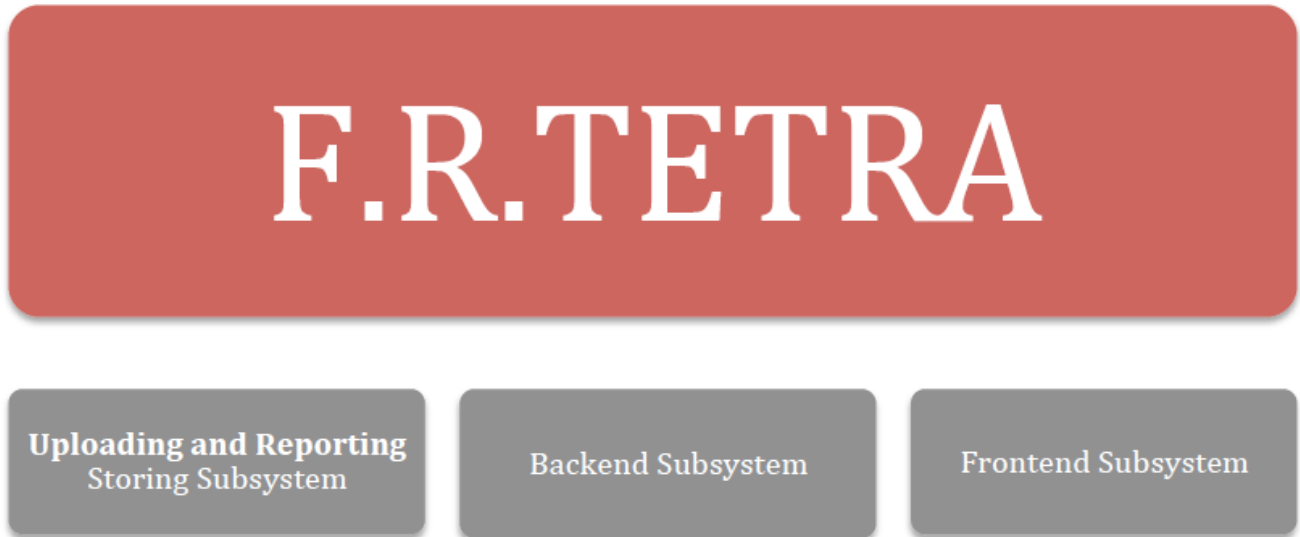 F.R.TETRA
Uploading and Reporting
Storing Subsystem
Backend Subsystem
Frontend Subsystem